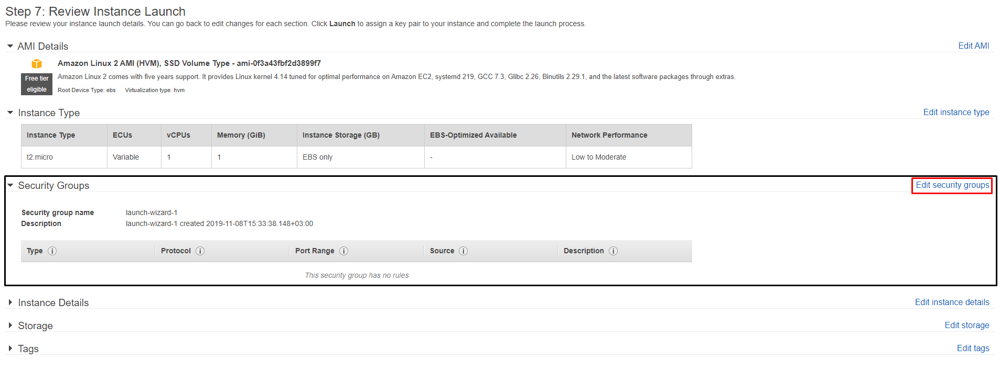 Step 7: Review Instance Launch
Please review your instance launch details. You can go back to edit changes for each section. Click Launch to assign a key pair to your instance and complete the launch process.
AMI Details Edit AMI
Amazon Linux 2 AMI (HVM), SSD Volume Type - ami-0f3a43fbf2d3899f7
Free tier eligible
Amazon Linux 2 comes with five years support. It provides Linux kernel 4.14 tuned for optimal performance on Amazon EC2, systemd 219, GCC 7.3, Glibc 2.26, Binutils 2.29.1, and the latest software packages through extras.
Root Device Type: ebs Virtualization type: hvm
Instance Type Edit instance type
Instance Type ECUs vCPUs Memory (GiB) Instance Storage (GB) EBS-Optimized Available Network Performance
t2.micro Variable 1 1 EBS only - Low to Moderate
Security Groups Edit security groups
Security group name launch-wizard-1
Description launch-wizard-1 created 2019-11-08T15:33:38.148+03:00
Type i Protocol i Port Range i Source i Description i
This security group has no rules
Instance Details Edit instance details
Storage Edit storage
Tags Edit tags